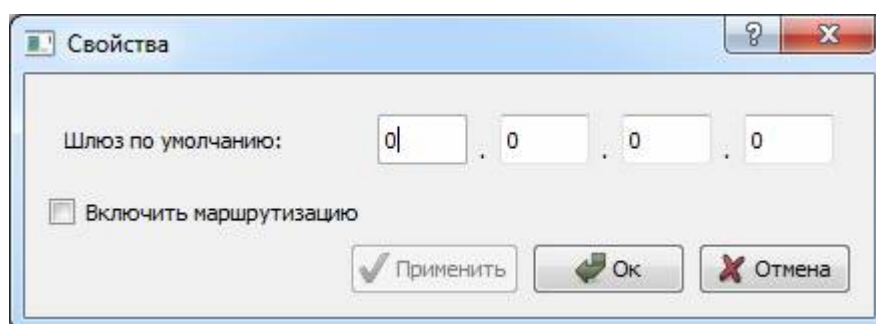 Свойства
Шлюз по умолчанию: 0 . 0 . 0 . 0
Включить маршрутизацию
Применить Ок Отмена